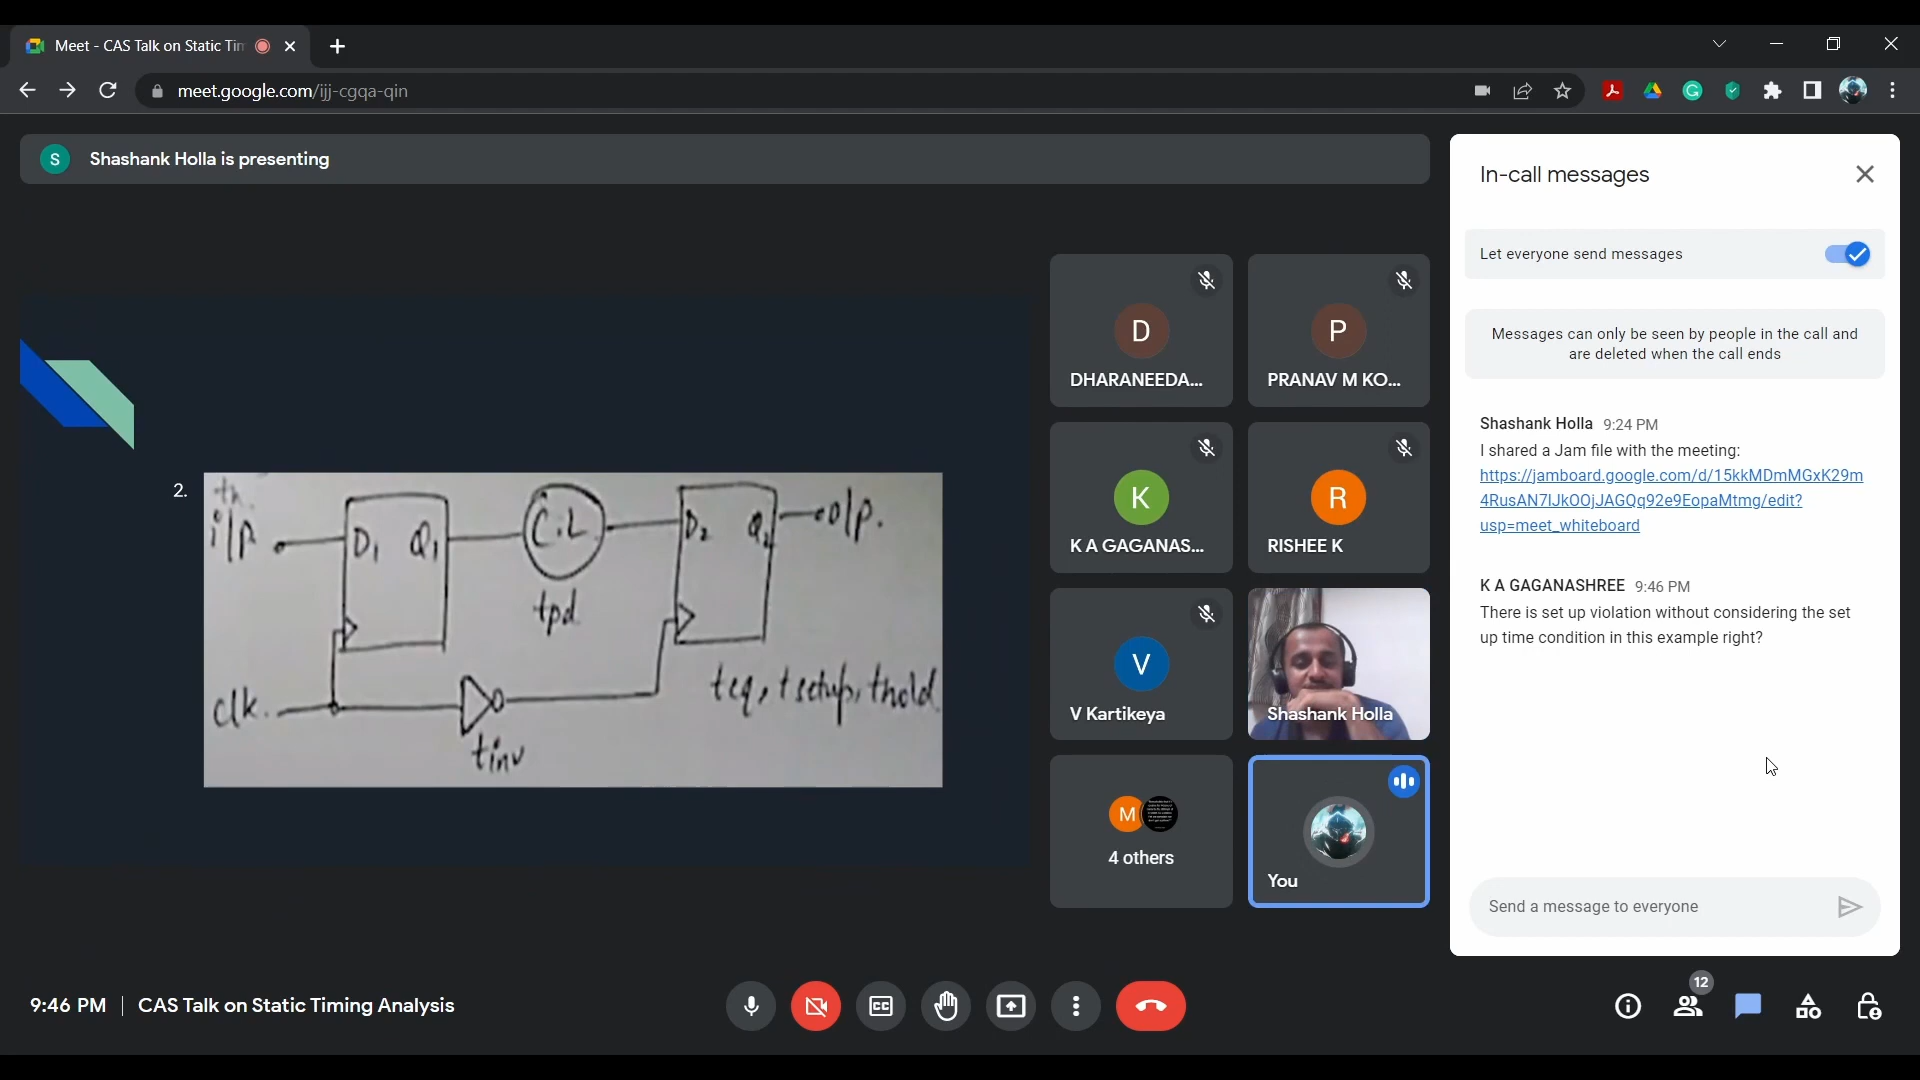 Meet - CAS Talk on Static Tim
meet.google.com/ijj-cgqa-qin
S Shashank Holla is presenting
2.
i/p. D₁ Q₁ C.L D₂ Q₂ o/p.
tpd
clk. tcq, tsetup, thold
tinv
D
DHARANEEDA...
P
PRANAV M KO...
K
K A GAGANAS...
R
RISHEE K
V
V Kartikeya
Shashank Holla
M
4 others
You
In-call messages
Let everyone send messages
Messages can only be seen by people in the call and
are deleted when the call ends
Shashank Holla 9:24 PM
I shared a Jam file with the meeting:
https://jamboard.google.com/d/15kkMDmMGxK29m
4RusAN7IJkOOjJAGQq92e9EopaMtmg/edit?
usp=meet_whiteboard
K A GAGANASHREE 9:46 PM
There is set up violation without considering the set
up time condition in this example right?
Send a message to everyone
9:46 PM | CAS Talk on Static Timing Analysis
CC
12